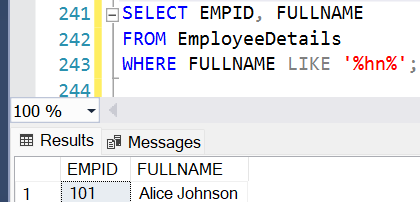 241 SELECT EMPID, FULLNAME
242 FROM EmployeeDetails
243 WHERE FULLNAME LIKE '%hn%';
244
100 %
Results Messages
EMPID FULLNAME
1 101 Alice Johnson